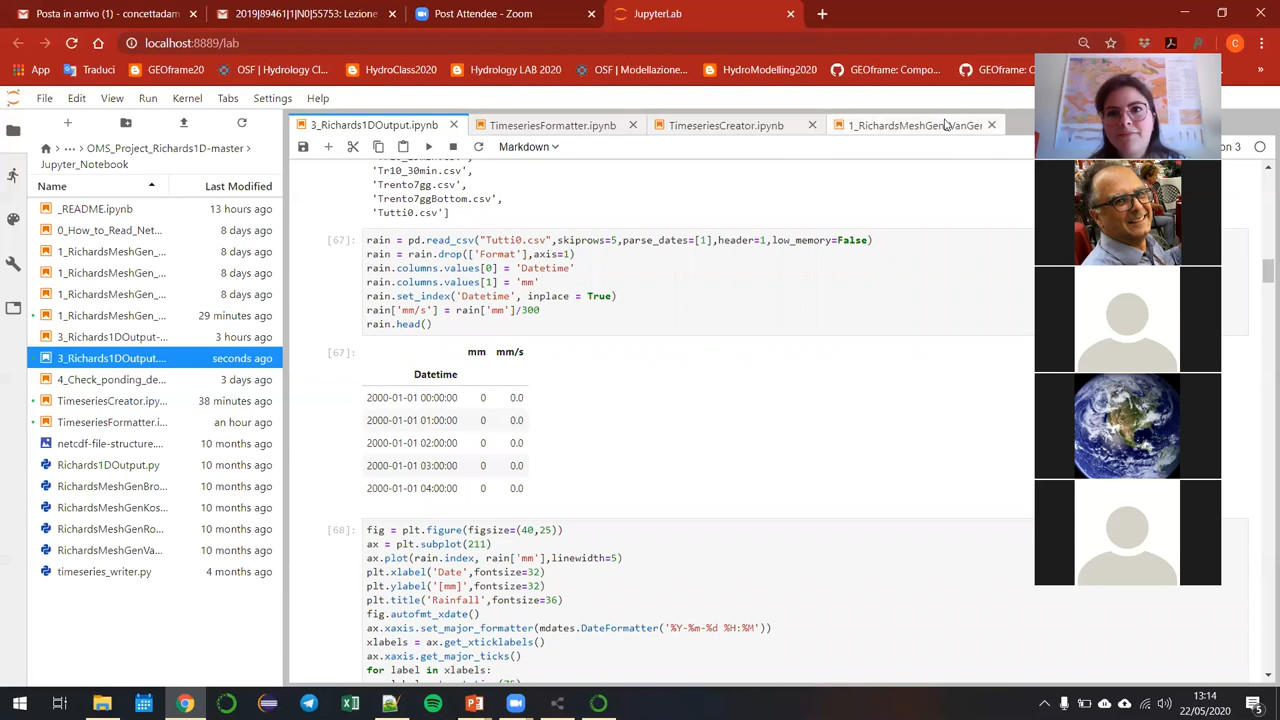 Posta in arrivo (1) - concettadam
2019|89461|1|N0|55753: Lezione
Post Attendee - Zoom
JupyterLab
localhost:8889/lab
App
Traduci
GEOframe20
OSF | Hydrology Cl...
HydroClass2020
Hydrology LAB 2020
OSF | Modellazione...
HydroModelling2020
GEOframe: Compo...
GEOframe: C
File Edit View Run Kernel Tabs Settings Help
3_Richards1DOutput.ipynb
TimeseriesFormatter.ipynb
TimeseriesCreator.ipynb
1_RichardsMeshGen_VanGer
Markdown
on 3
... OMS_Project_Richards1D-master
Jupyter_Notebook
Name Last Modified
_README.ipynb 13 hours ago
0_How_to_Read_Net... 8 days ago
1_RichardsMeshGen_... 8 days ago
1_RichardsMeshGen_... 8 days ago
1_RichardsMeshGen_... 8 days ago
1_RichardsMeshGen_... 29 minutes ago
3_Richards1DOutput-... 3 hours ago
3_Richards1DOutput.... seconds ago
4_Check_ponding_de... 3 days ago
TimeseriesCreator.ipy... 38 minutes ago
TimeseriesFormatter.i... an hour ago
netcdf-file-structure.... 10 months ago
Richards1DOutput.py 10 months ago
RichardsMeshGenBro... 10 months ago
RichardsMeshGenKos... 10 months ago
RichardsMeshGenRo... 10 months ago
RichardsMeshGenVa... 10 months ago
timeseries_writer.py 4 months ago
'Tr10_30min.csv',
'Trento7gg.csv',
'Trento7ggBottom.csv',
'Tutti0.csv']
[67]: rain = pd.read_csv("Tutti0.csv",skiprows=5,parse_dates=[1],header=1,low_memory=False)
rain = rain.drop(['Format'],axis=1)
rain.columns.values[0] = 'Datetime'
rain.columns.values[1] = 'mm'
rain.set_index('Datetime', inplace = True)
rain['mm/s'] = rain['mm']/300
rain.head()
[67]: mm mm/s
Datetime
2000-01-01 00:00:00 0 0.0
2000-01-01 01:00:00 0 0.0
2000-01-01 02:00:00 0 0.0
2000-01-01 03:00:00 0 0.0
2000-01-01 04:00:00 0 0.0
[68]: fig = plt.figure(figsize=(40,25))
ax = plt.subplot(211)
ax.plot(rain.index, rain['mm'],linewidth=5)
plt.xlabel('Date',fontsize=32)
plt.ylabel('[mm]',fontsize=32)
plt.title('Rainfall',fontsize=36)
fig.autofmt_xdate()
ax.xaxis.set_major_formatter(mdates.DateFormatter('%Y-%m-%d %H:%M'))
xlabels = ax.get_xticklabels()
ax.xaxis.get_major_ticks()
for label in xlabels:
13:14
22/05/2020